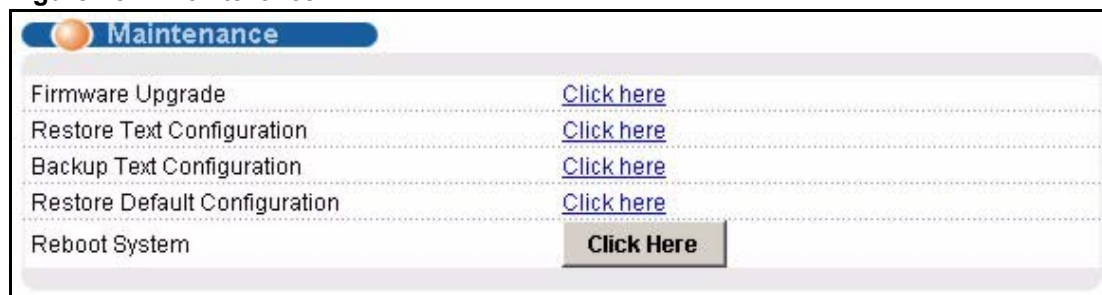 Maintenance
Firmware Upgrade Click here
Restore Text Configuration Click here
Backup Text Configuration Click here
Restore Default Configuration Click here
Reboot System Click Here